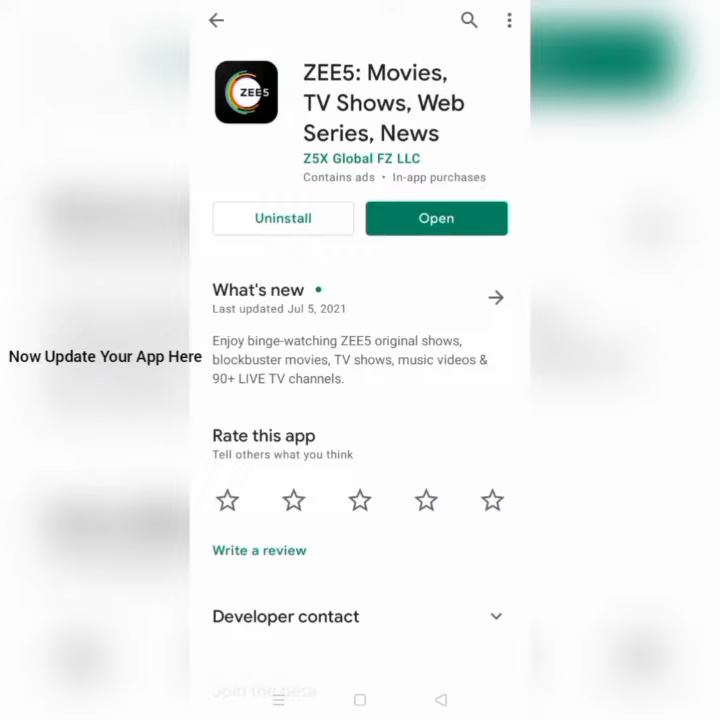 ZEE5
ZEE5: Movies,
TV Shows, Web
Series, News
Z5X Global FZ LLC
Contains ads • In-app purchases
Uninstall
Open
What's new •
Last updated Jul 5, 2021
Enjoy binge-watching ZEE5 original shows,
blockbuster movies, TV shows, music videos &
90+ LIVE TV channels.
Now Update Your App Here
Rate this app
Tell others what you think
Write a review
Developer contact
Join the beta